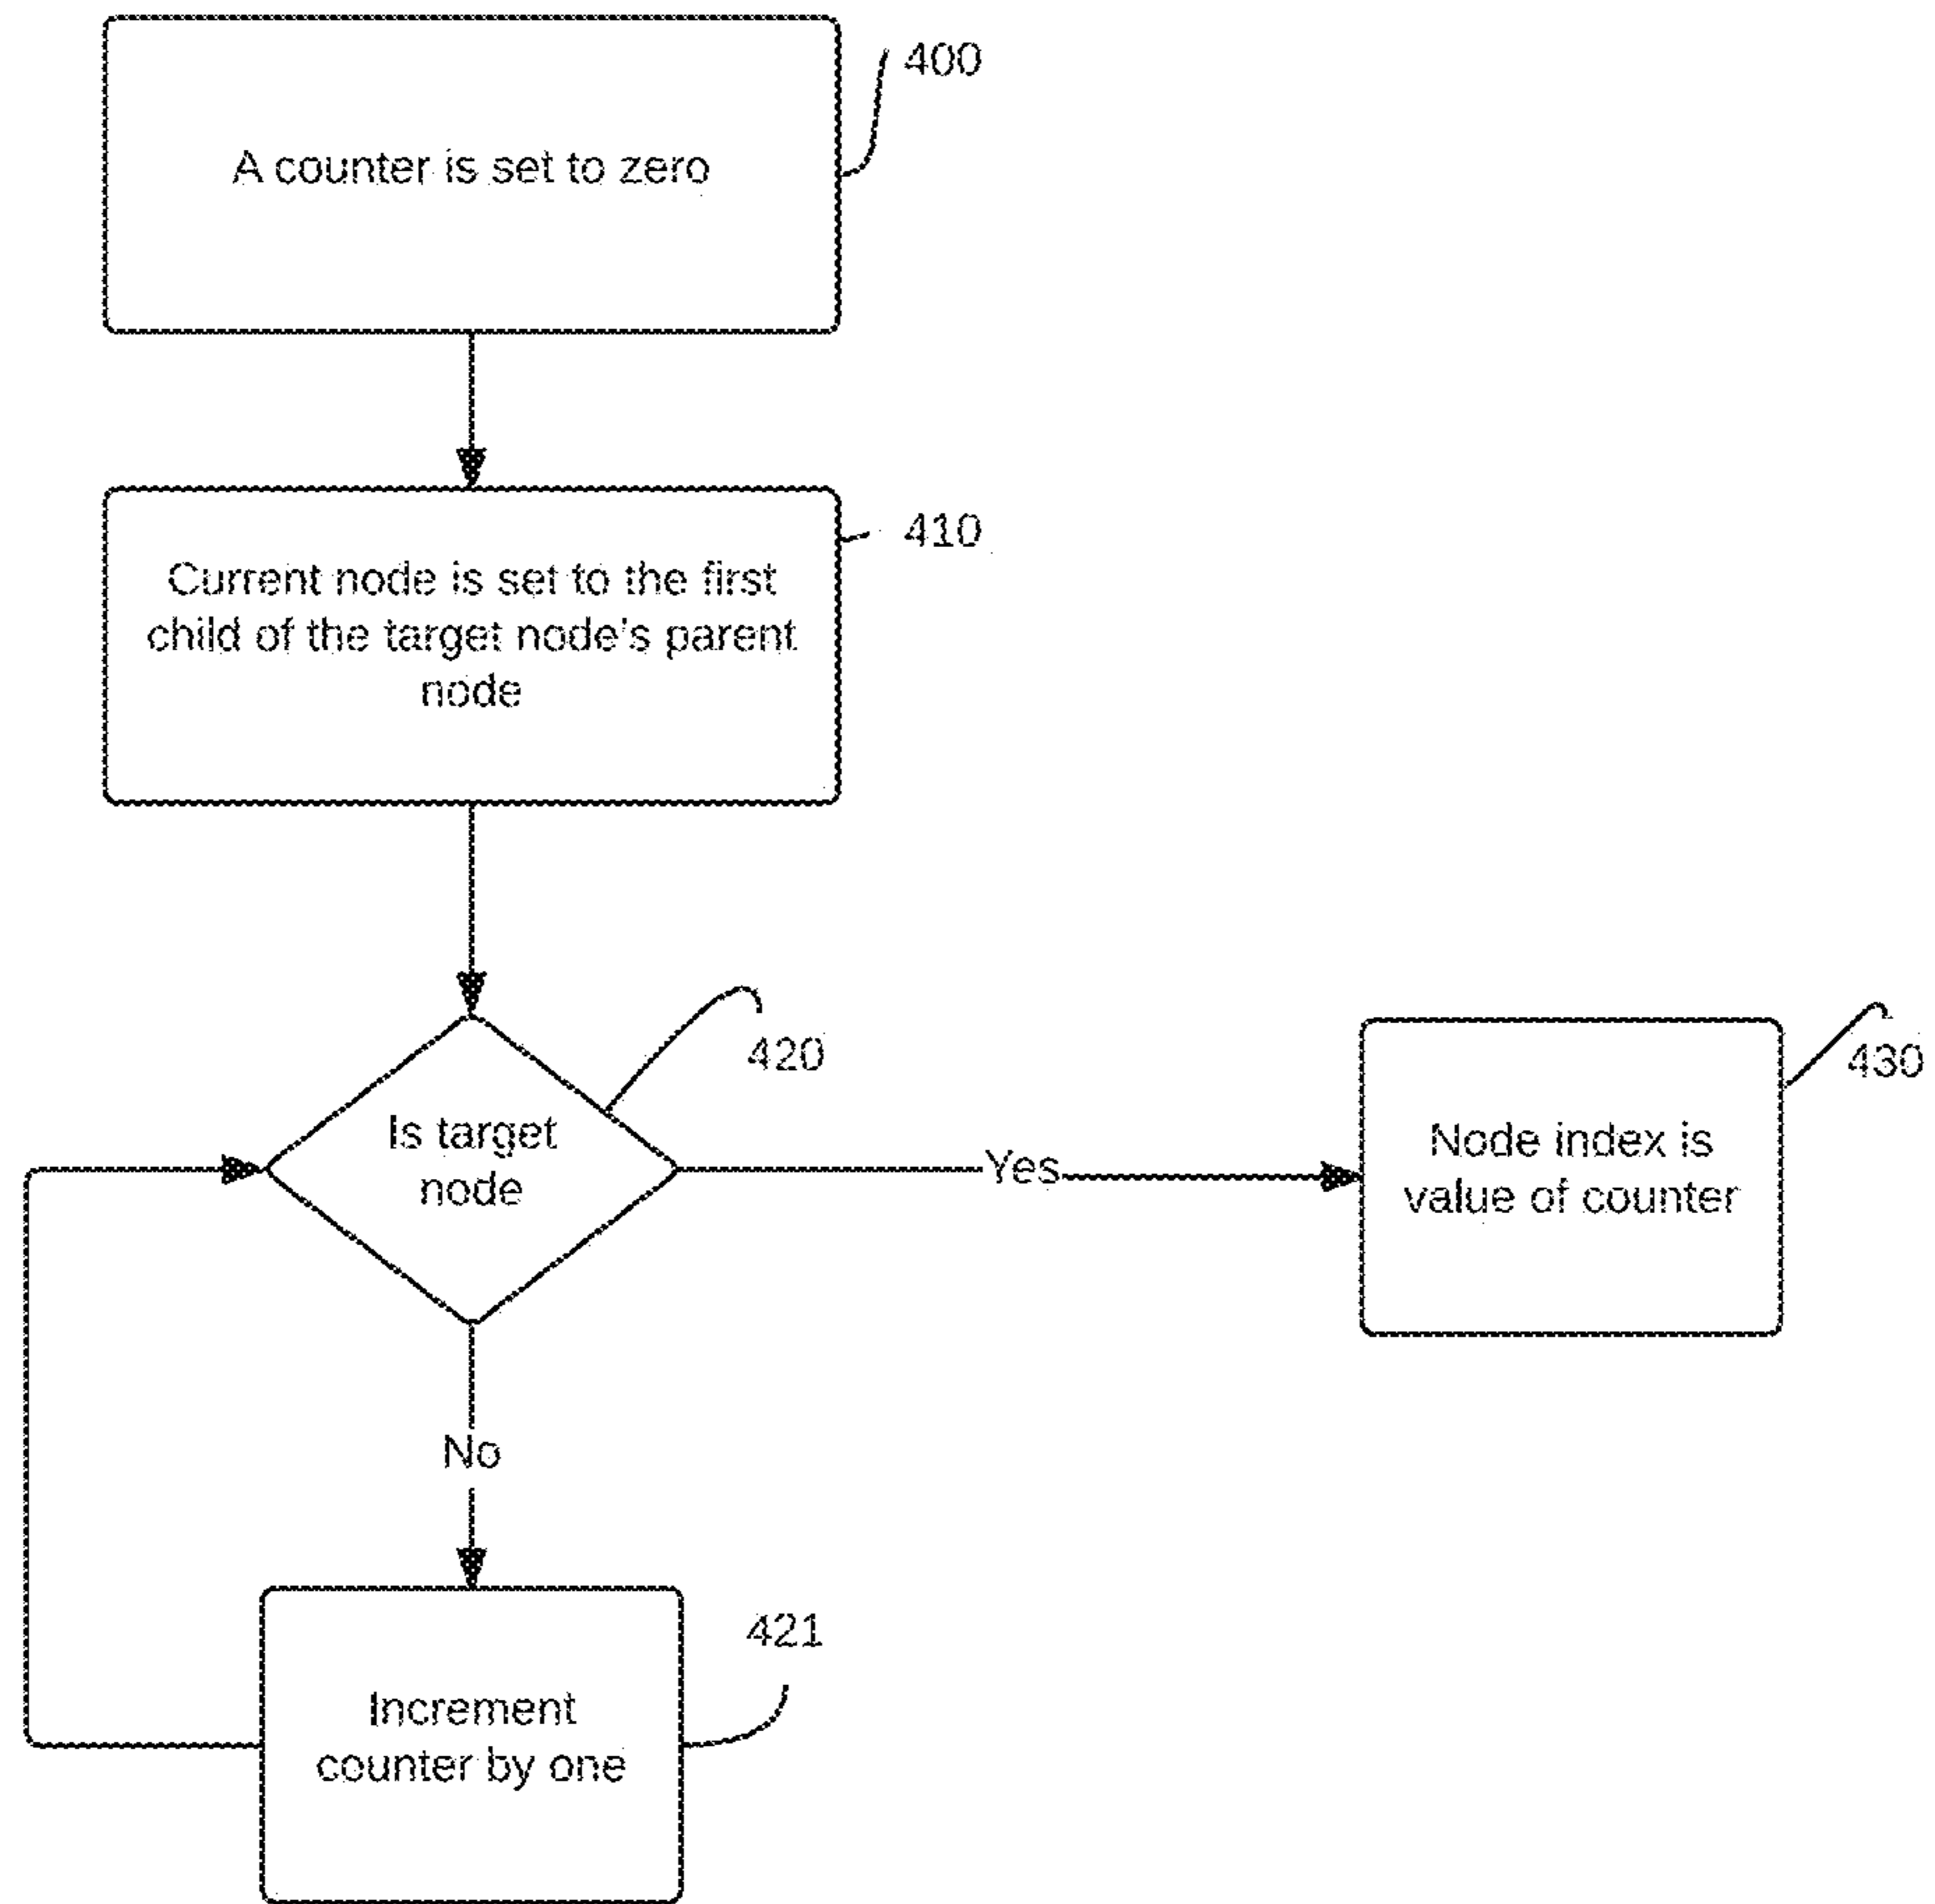 400
A counter is set to zero
410
Current node is set to the first
child of the target node's parent
node
420
430
Is target
node
Yes
Node index is
value of counter
No
421
Increment
counter by one